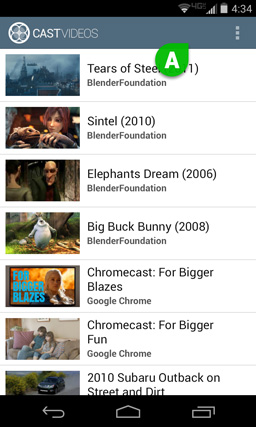 4G
4:34
CASTVIDEOS
A
Tears of Steel 1)
BlenderFoundation
Sintel (2010)
BlenderFoundation
Elephants Dream (2006)
BlenderFoundation
Big Buck Bunny (2008)
BlenderFoundation
FOR BIGGER BLAZES
Chromecast: For Bigger
Blazes
Google Chrome
Chromecast: For Bigger
Fun
Google Chrome
2010 Subaru Outback on
Street and Dirt